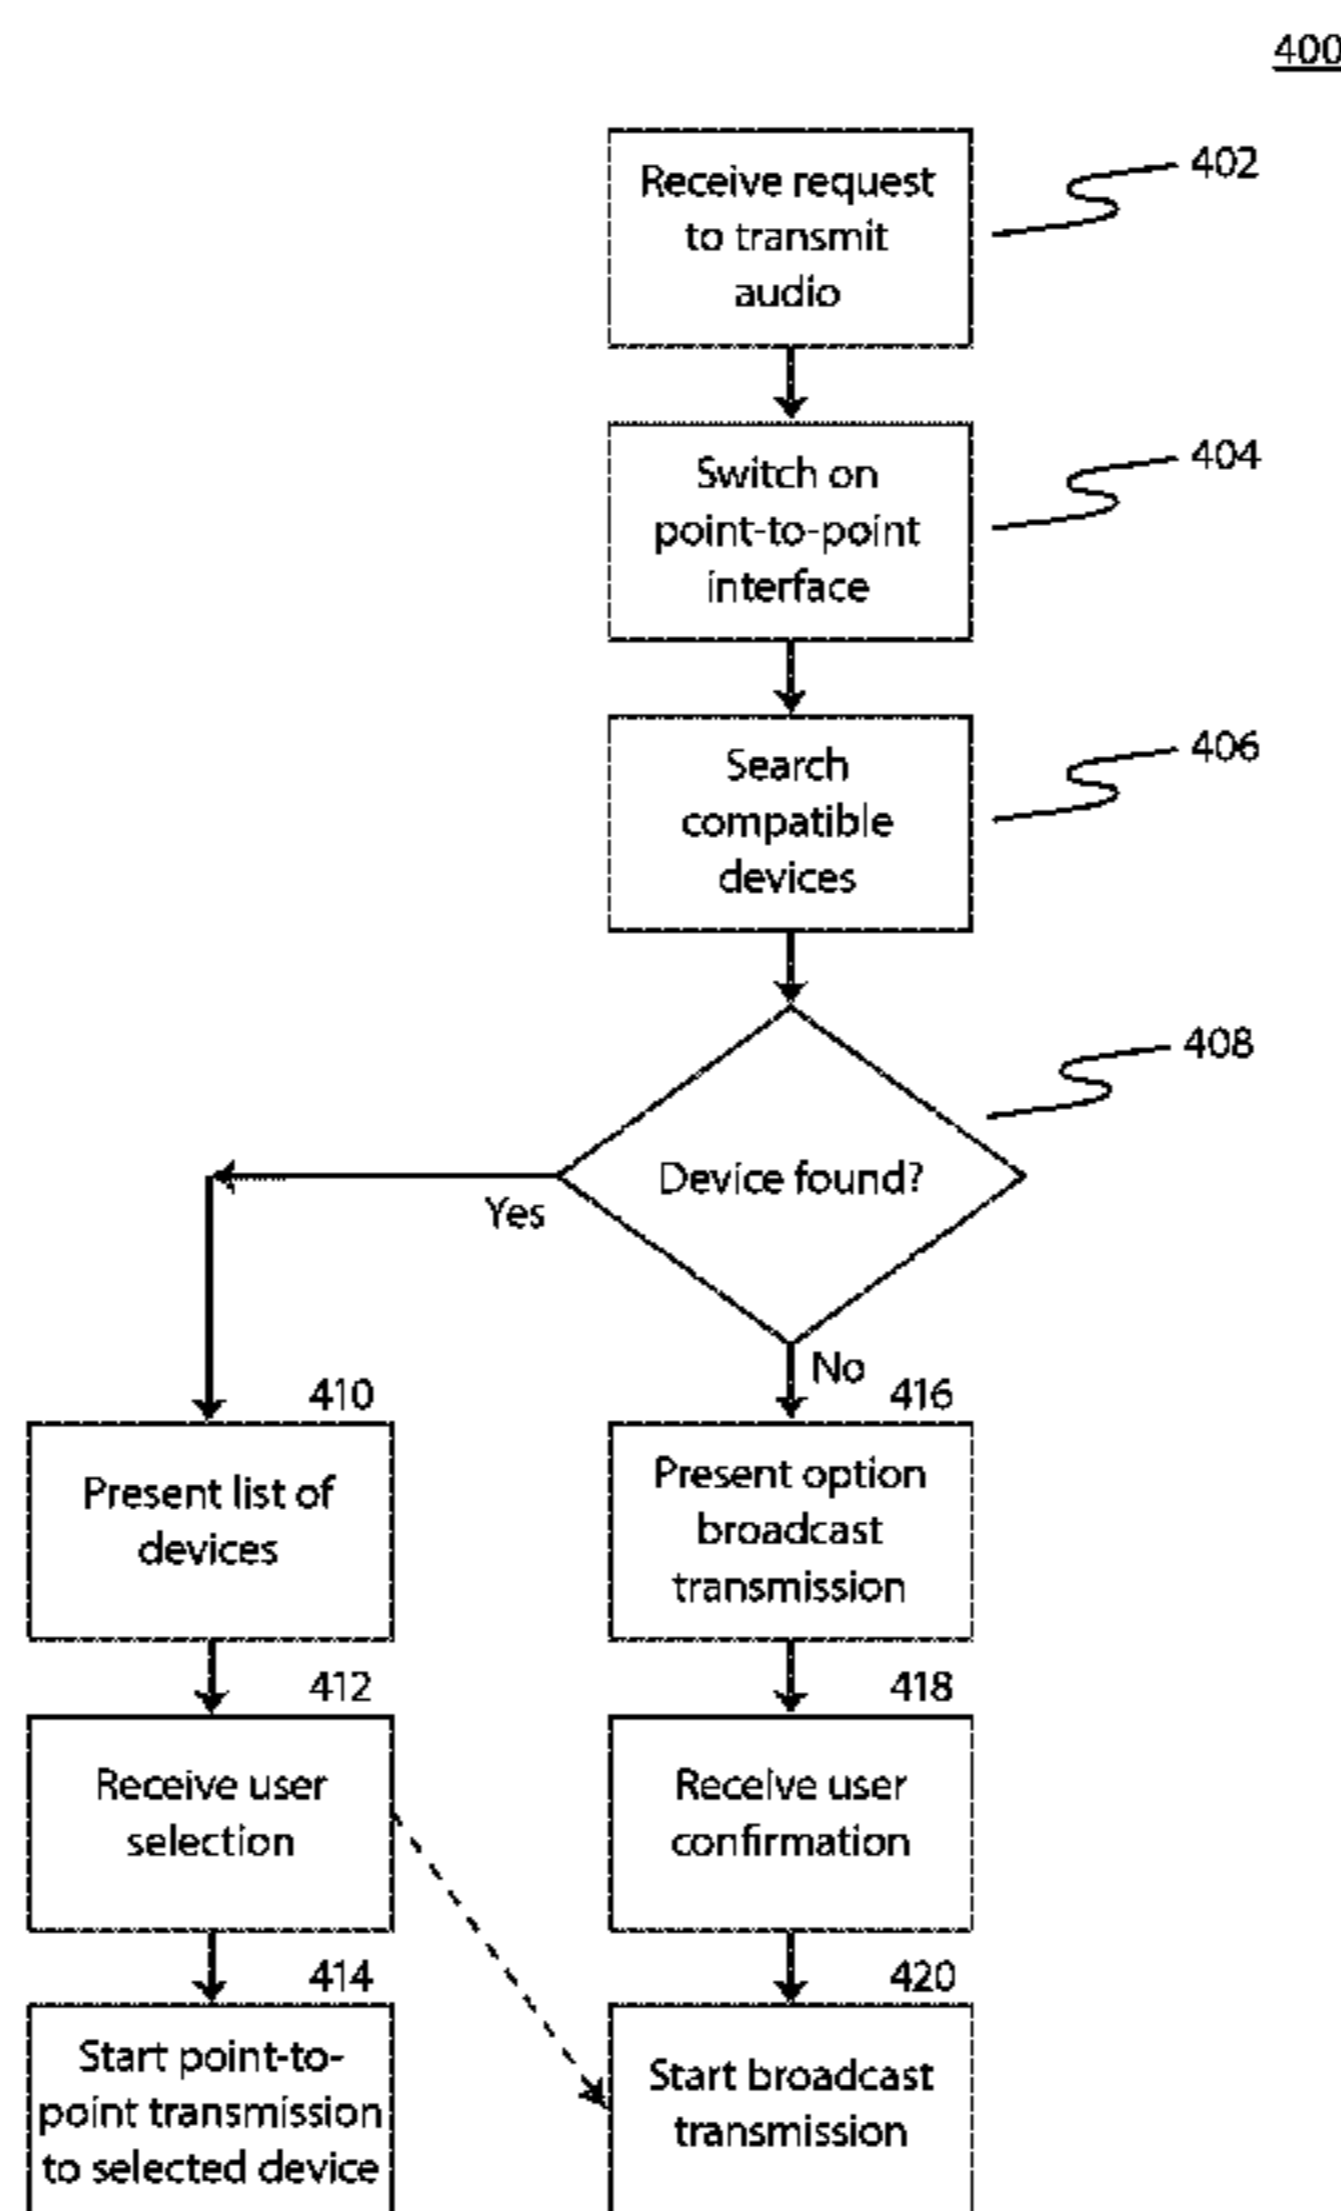 400
Receive request
to transmit
audio
402
Switch on
point-to-point
interface
404
Search
compatible
devices
406
408
Device found?
Yes
No
410
416
Present list of
devices
Present option
broadcast
transmission
412
418
Receive user
selection
Receive user
confirmation
414
420
Start point-to-
point transmission
to selected device
Start broadcast
transmission